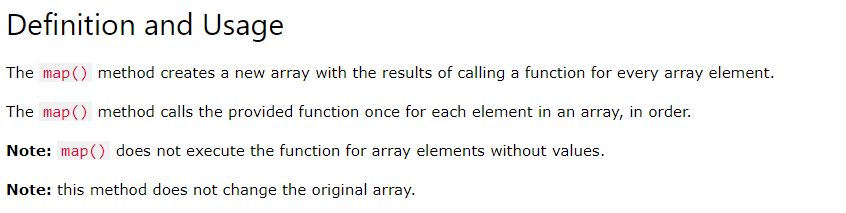 Definition and Usage
The map() method creates a new array with the results of calling a function for every array element.
The map() method calls the provided function once for each element in an array, in order.
Note: map() does not execute the function for array elements without values.
Note: this method does not change the original array.